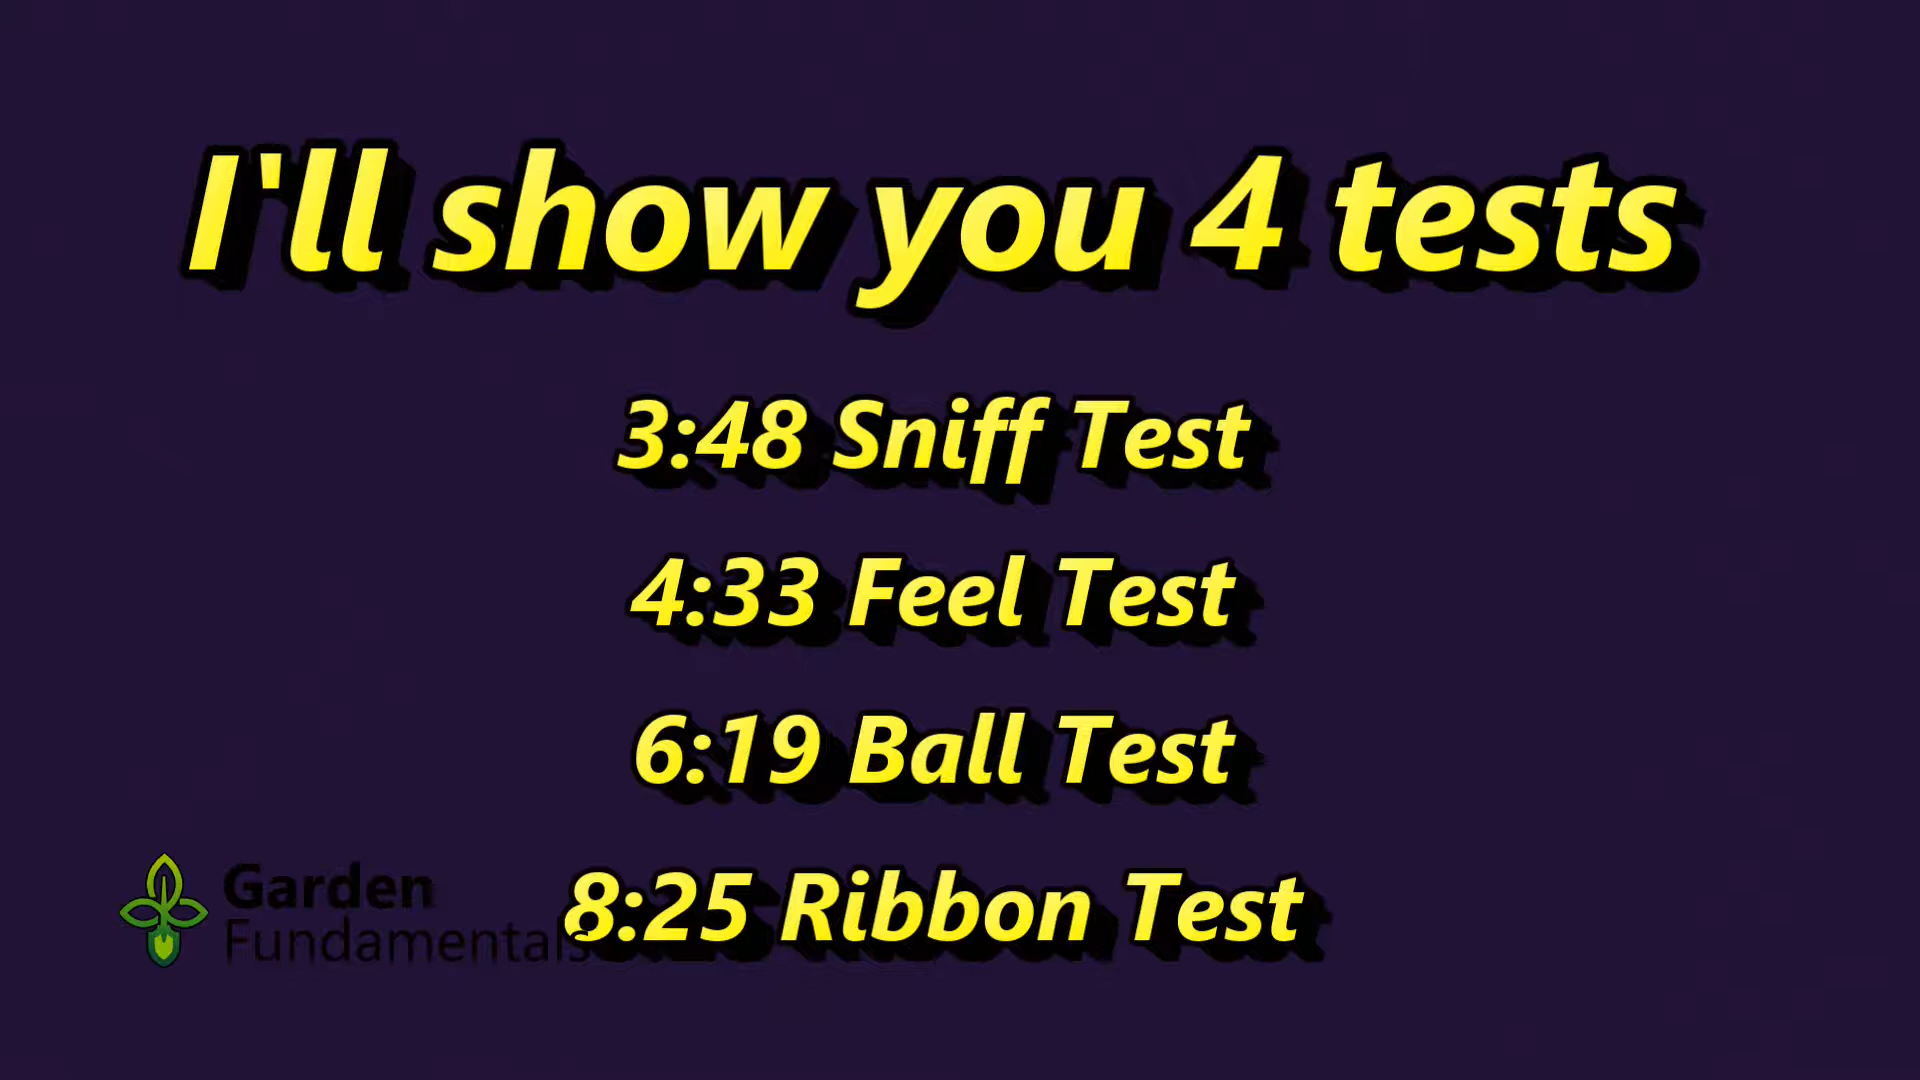 I'll show you 4 tests
3:48 Sniff Test
4:33 Feel Test
6:19 Ball Test
8:25 Ribbon Test
Garden
Fundamentals